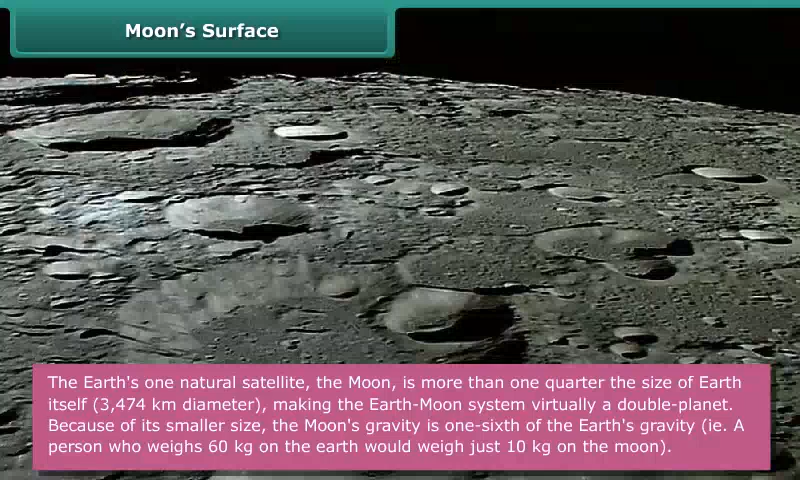 Moon's Surface
The Earth's one natural satellite, the Moon, is more than one quarter the size of Earth
itself (3,474 km diameter), making the Earth-Moon system virtually a double-planet.
Because of its smaller size, the Moon's gravity is one-sixth of the Earth's gravity (ie. A
person who weighs 60 kg on the earth would weigh just 10 kg on the moon).